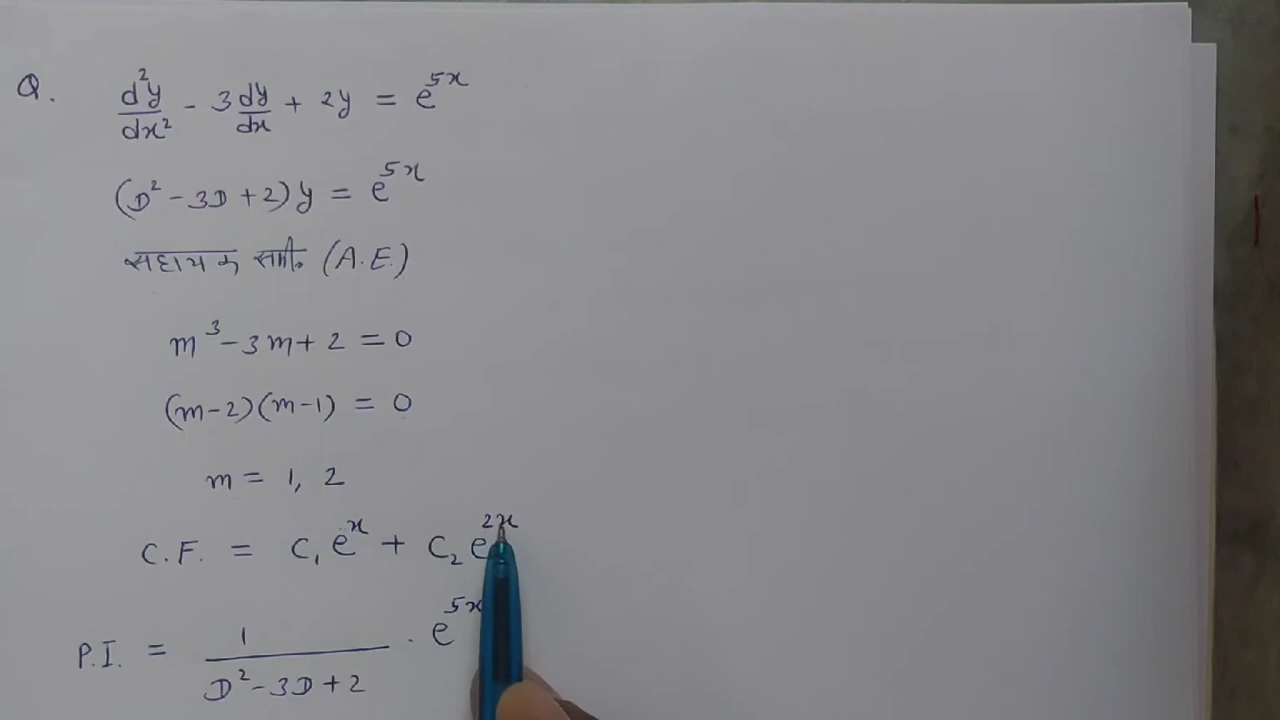 Q. d²y/dx² - 3 dy/dx + 2y = e^5x
(D² - 3D + 2) y = e^5x
सहायक समी. (A.E.)
m³ - 3m + 2 = 0
(m-2)(m-1) = 0
m = 1, 2
C.F. = C₁e^x + C₂e^2x
P.I. = 1/(D² - 3D + 2) . e^5x